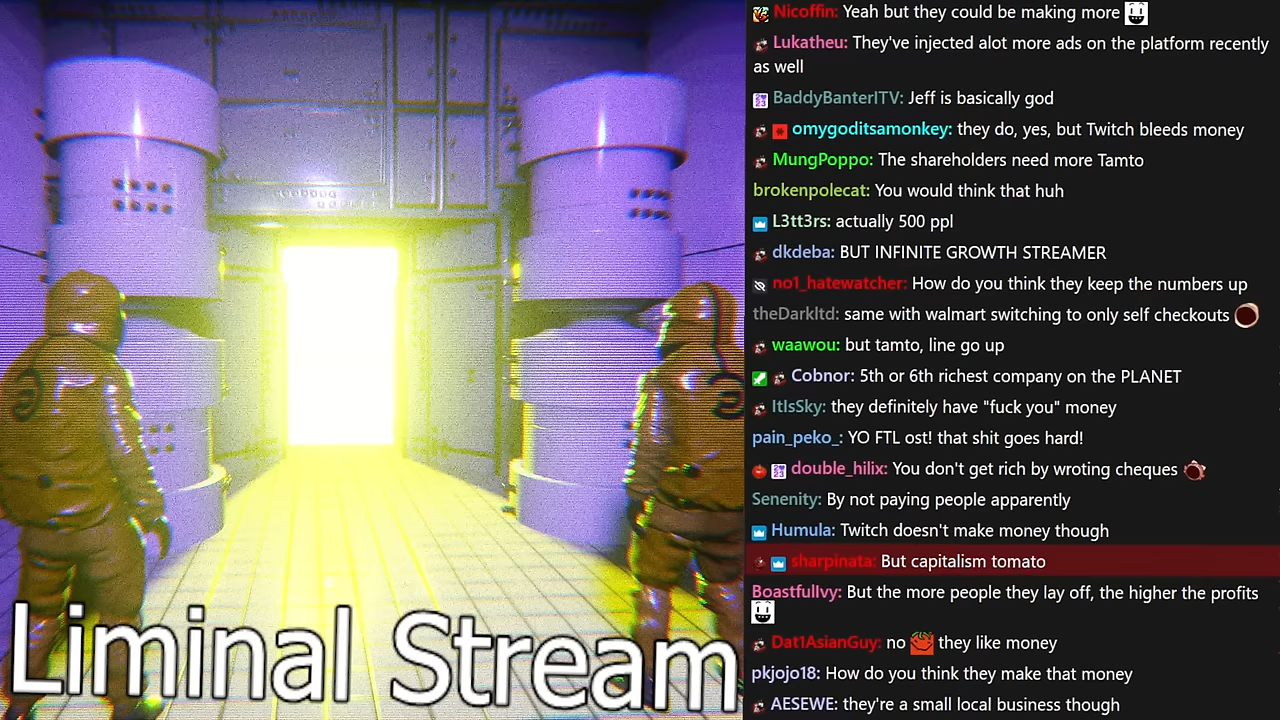 Nicoffin: Yeah but they could be making more
Lukatheu: They've injected alot more ads on the platform recently
as well
BaddyBanterITV: Jeff is basically god
omygoditsamonkey: they do, yes, but Twitch bleeds money
MungPoppo: The shareholders need more Tamto
brokenpolecat: You would think that huh
L3tt3rs: actually 500 ppl
dkdeba: BUT INFINITE GROWTH STREAMER
no1_hatewatcher: How do you think they keep the numbers up
theDarkltd: same with walmart switching to only self checkouts
waawou: but tamto, line go up
Cobnor: 5th or 6th richest company on the PLANET
ItIsSky: they definitely have "fuck you" money
pain_peko_: YO FTL ost! that shit goes hard!
double_hilix: You don't get rich by wroting cheques
Senenity: By not paying people apparently
Humula: Twitch doesn't make money though
sharpinata: But capitalism tomato
BoastfulIvy: But the more people they lay off, the higher the profits
Dat1AsianGuy: no they like money
pkjojo18: How do you think they make that money
AESEWE: they're a small local business though
Liminal Stream